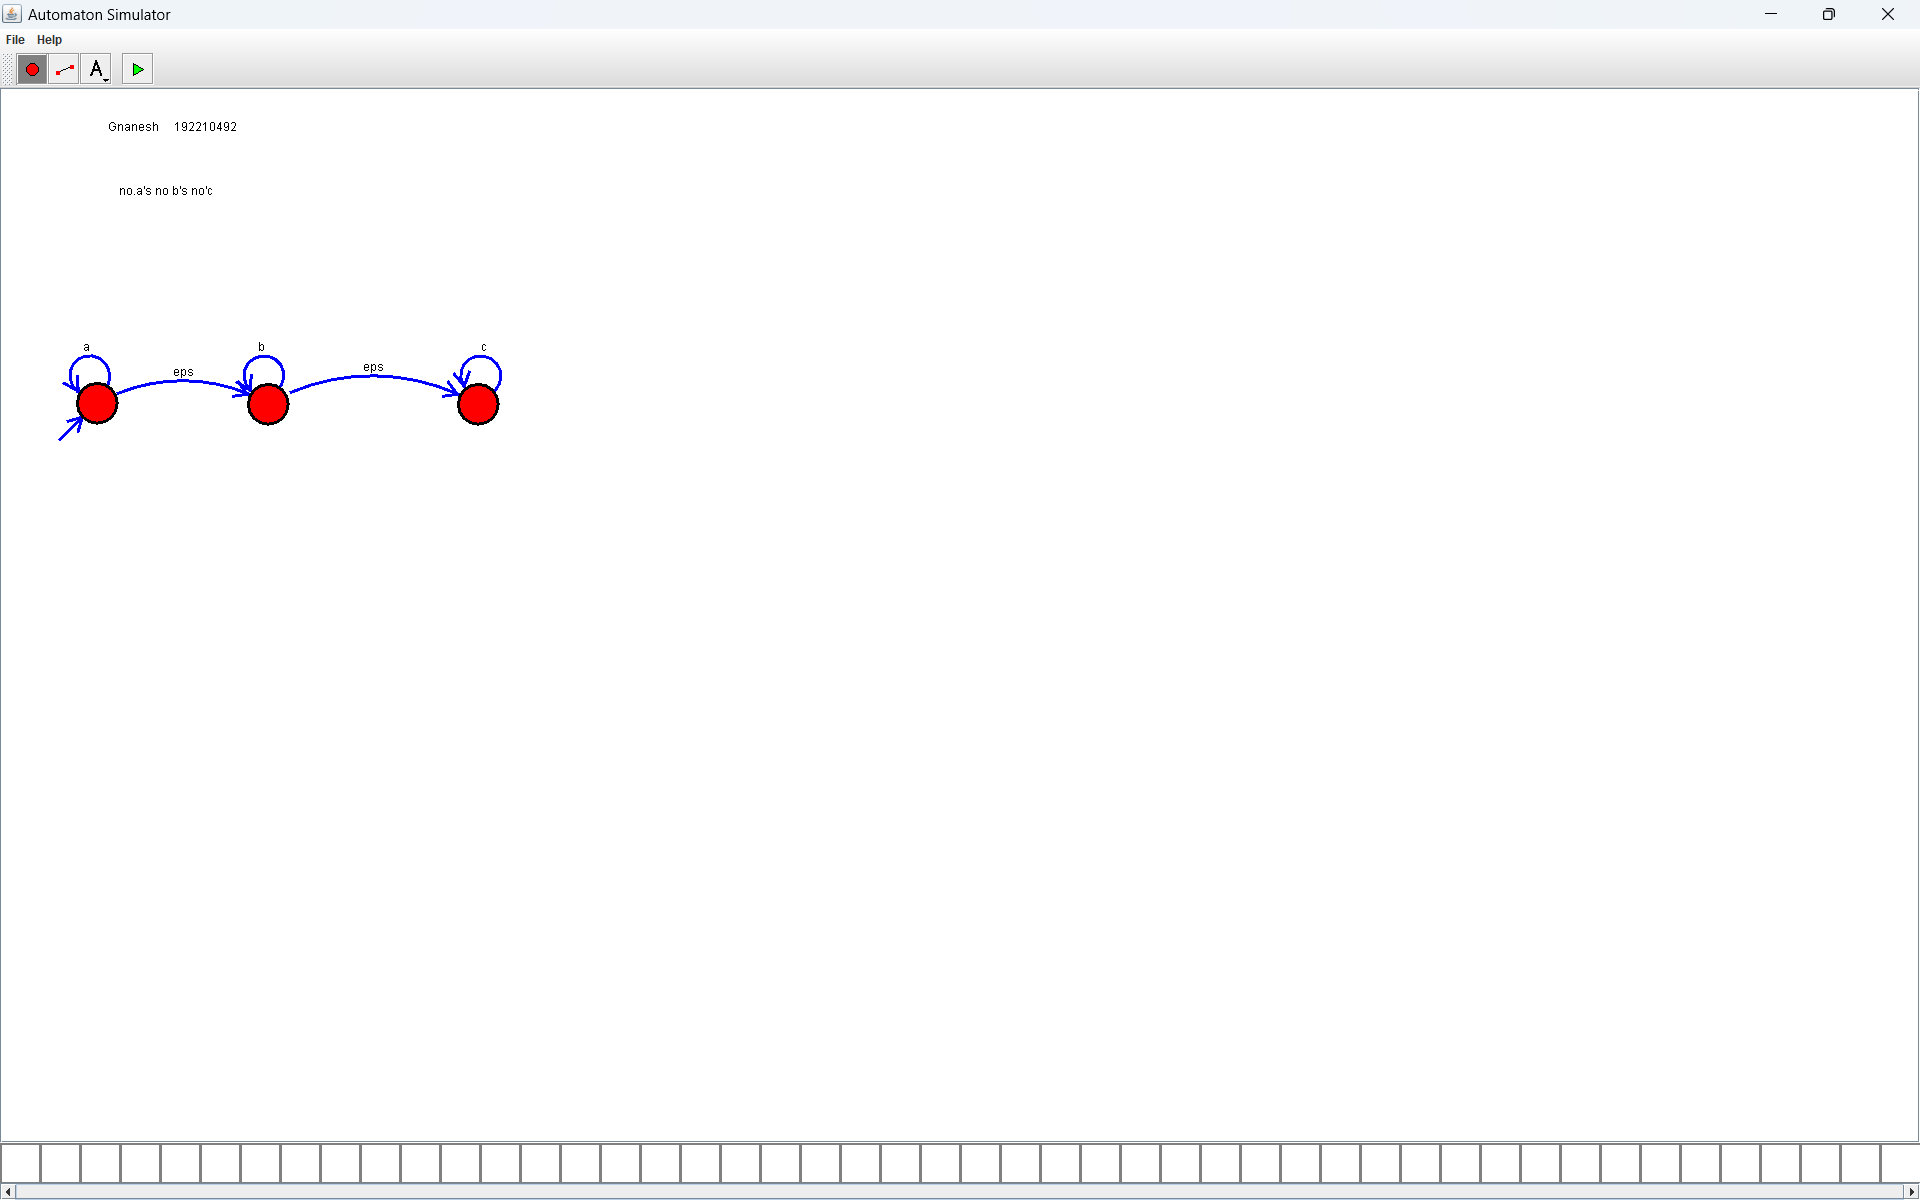 Automaton Simulator
File Help
A
Gnanesh 192210492
no.a's no b's no'c
a b c
eps eps